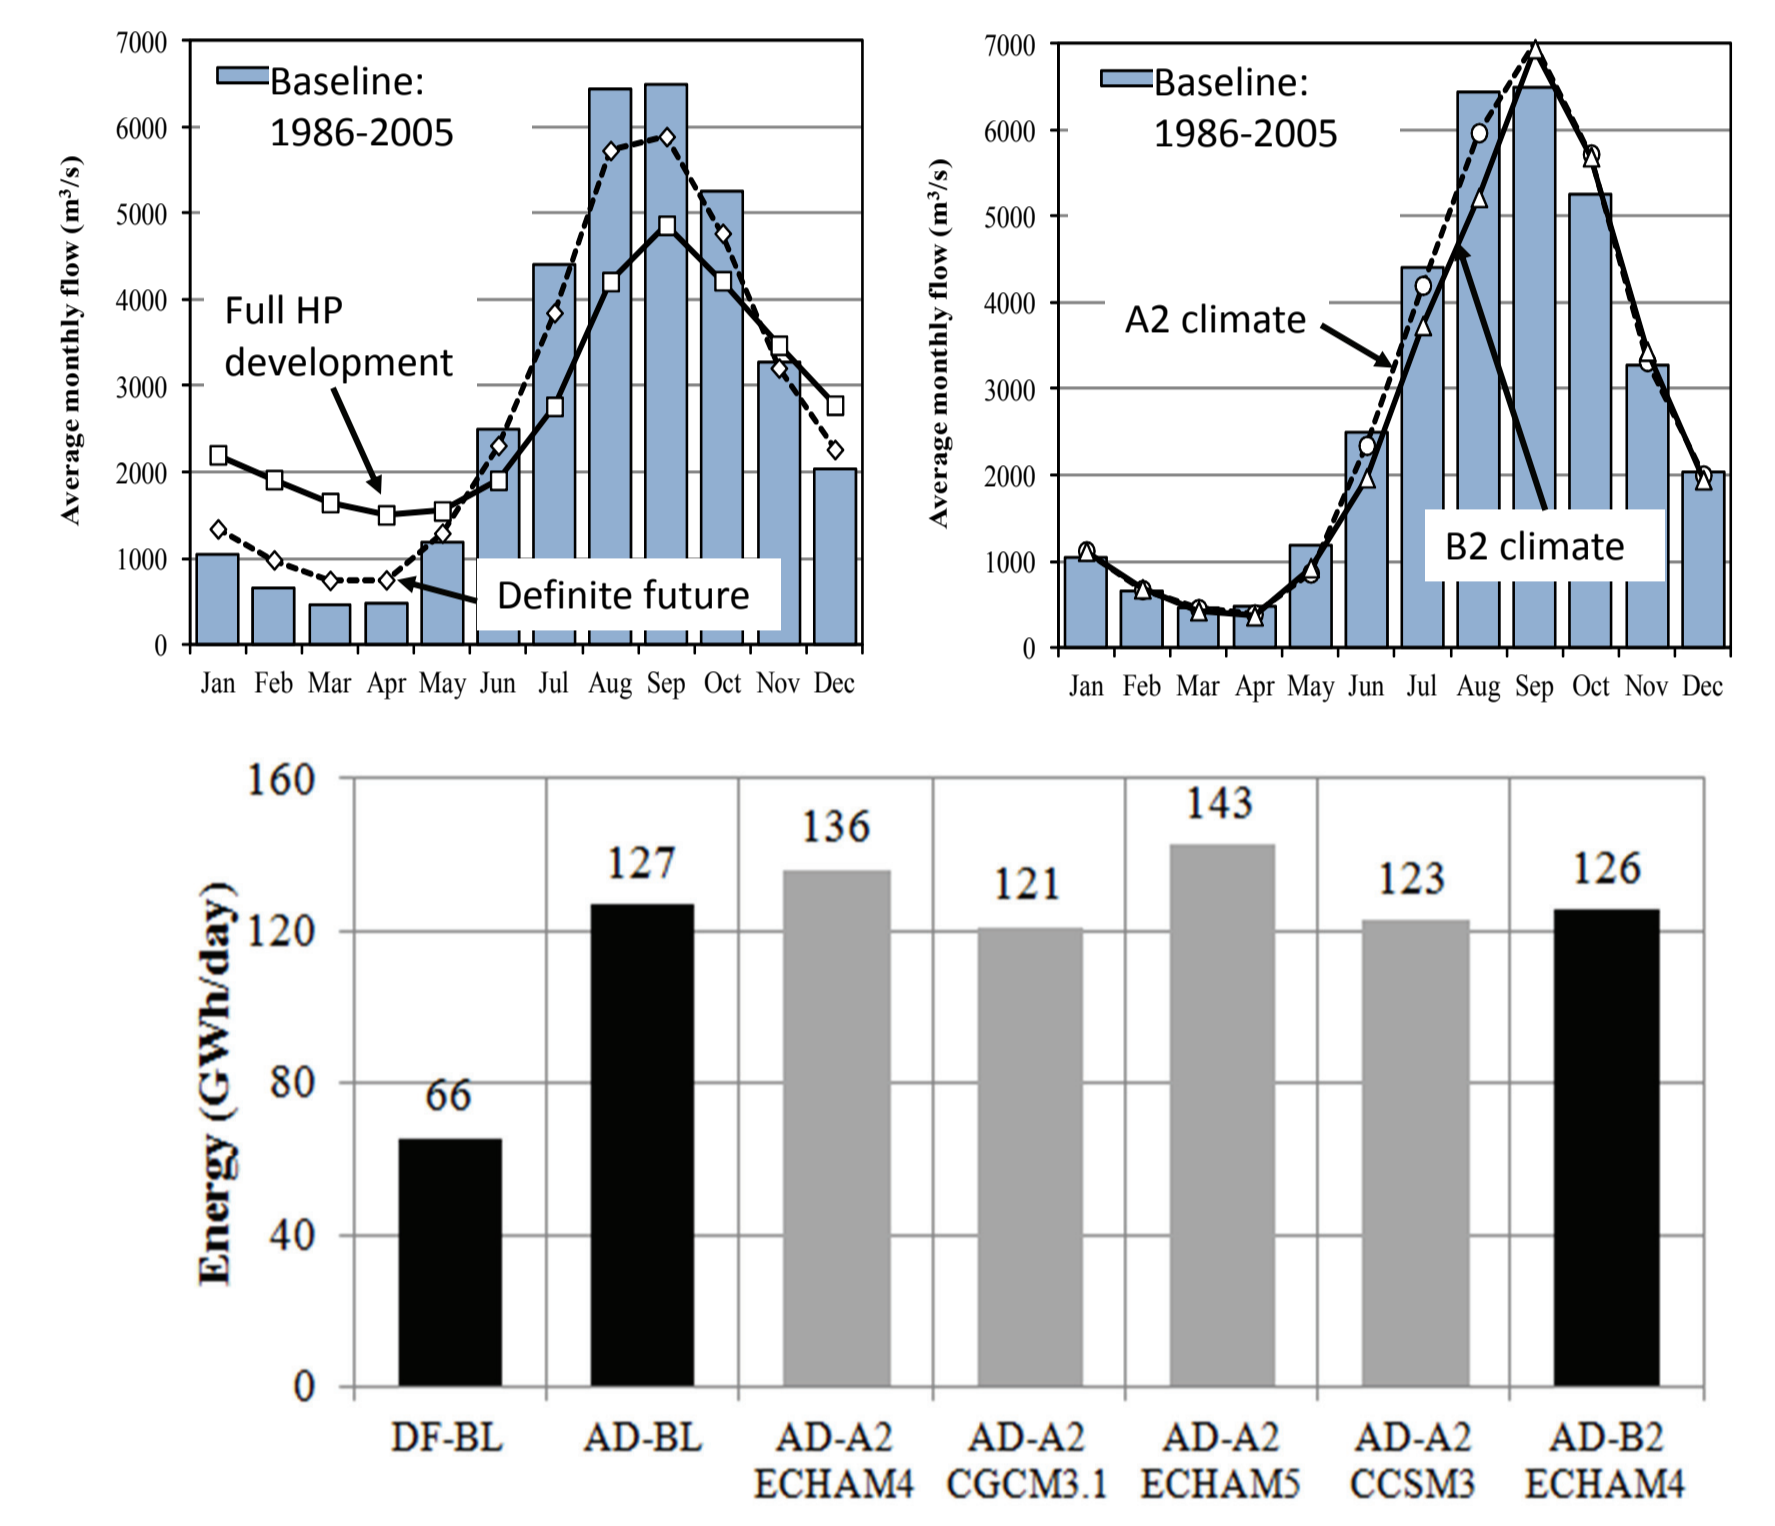 7000
6000
5000
4000
3000
2000
1000
0
Average monthly flow (m³/s)
Baseline:
1986-2005
Full HP
development
Definite future
Jan Feb Mar Apr May Jun Jul Aug Sep Oct Nov Dec
7000
6000
5000
4000
3000
2000
1000
0
Average monthly flow (m³/s)
Baseline:
1986-2005
A2 climate
B2 climate
Jan Feb Mar Apr May Jun Jul Aug Sep Oct Nov Dec
160
120
80
40
0
Energy (GWh/day)
66
127
136
121
143
123
126
DF-BL AD-BL AD-A2 AD-A2 AD-A2 AD-A2 AD-B2
ECHAM4 CGCM3.1 ECHAM5 CCSM3 ECHAM4